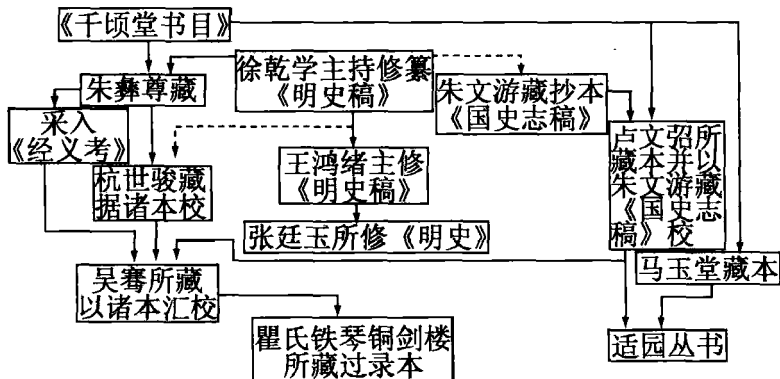 《千顷堂书目》
徐乾学主持修纂
《明史稿》
朱彝尊藏
朱文游藏抄本
《国史志稿》
采入
《经义考》
卢文弨所
藏本并以
朱文游藏
《国史志
稿》校
王鸿绪主修
《明史稿》
杭世骏藏
据诸本校
张廷玉所修《明史》
吴骞所藏
以诸本汇校
马玉堂藏本
瞿氏铁琴铜剑楼
所藏过录本
适园丛书